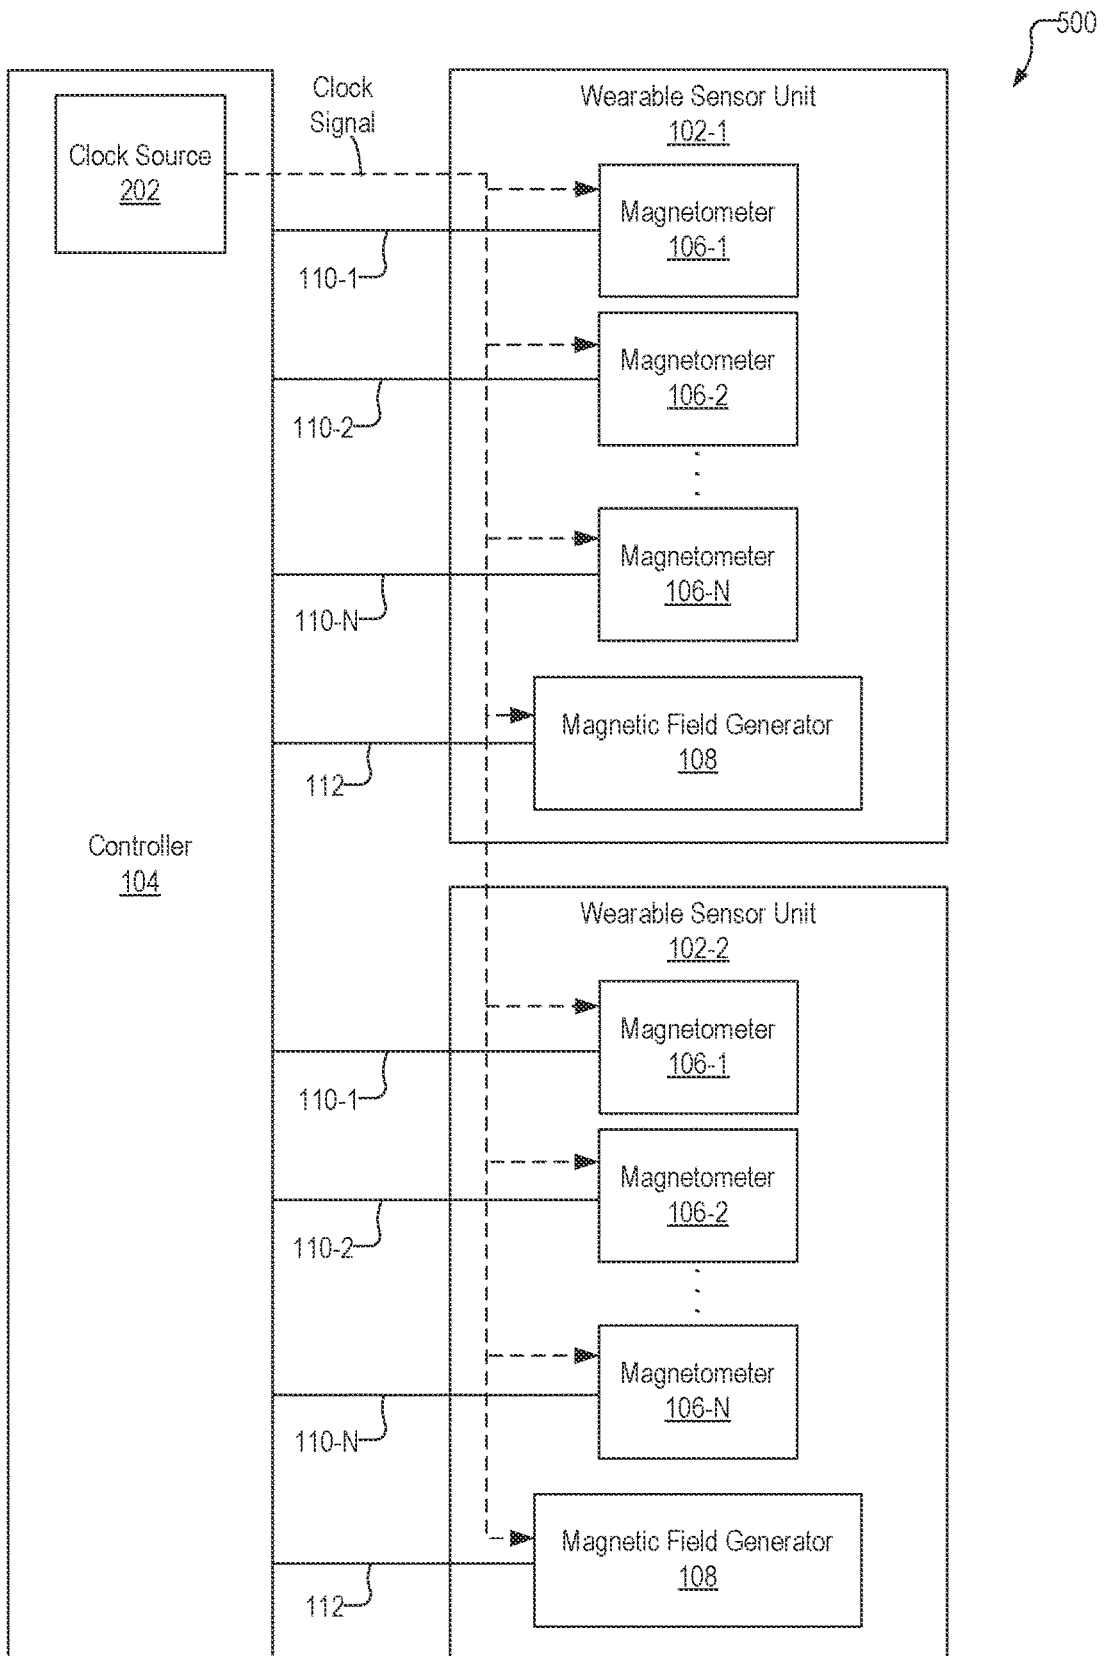 500
Clock Source
202
Clock
Signal
Wearable Sensor Unit
102-1
Magnetometer
106-1
110-1
Magnetometer
106-2
110-2
Magnetometer
106-N
110-N
Magnetic Field Generator
108
112
Controller
104
Wearable Sensor Unit
102-2
Magnetometer
106-1
110-1
Magnetometer
106-2
110-2
Magnetometer
106-N
110-N
Magnetic Field Generator
108
112